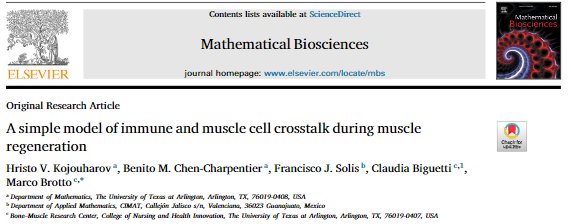 Contents lists available at ScienceDirect
Mathematical Biosciences
ELSEVIER
journal homepage: www.elsevier.com/locate/mbs
Mathematical
Biosciences
Original Research Article
A simple model of immune and muscle cell crosstalk during muscle
regeneration
Check for
updates
Hristo V. Kojouharov a, Benito M. Chen-Charpentier a, Francisco J. Solis b, Claudia Biguetti c,1,
Marco Brotto c,*
a Department of Mathematics, The University of Texas at Arlington, Arlington, TX, 76019-0408, USA
b Department of Applied Mathematics, CIMAT, Callejón Jalisco s/n, Valenciana, 36023 Guanajuato, Mexico
c Bone-Muscle Research Center, College of Nursing and Health Innovation, The University of Texas at Arlington, Arlington, TX, 76019-0407, USA